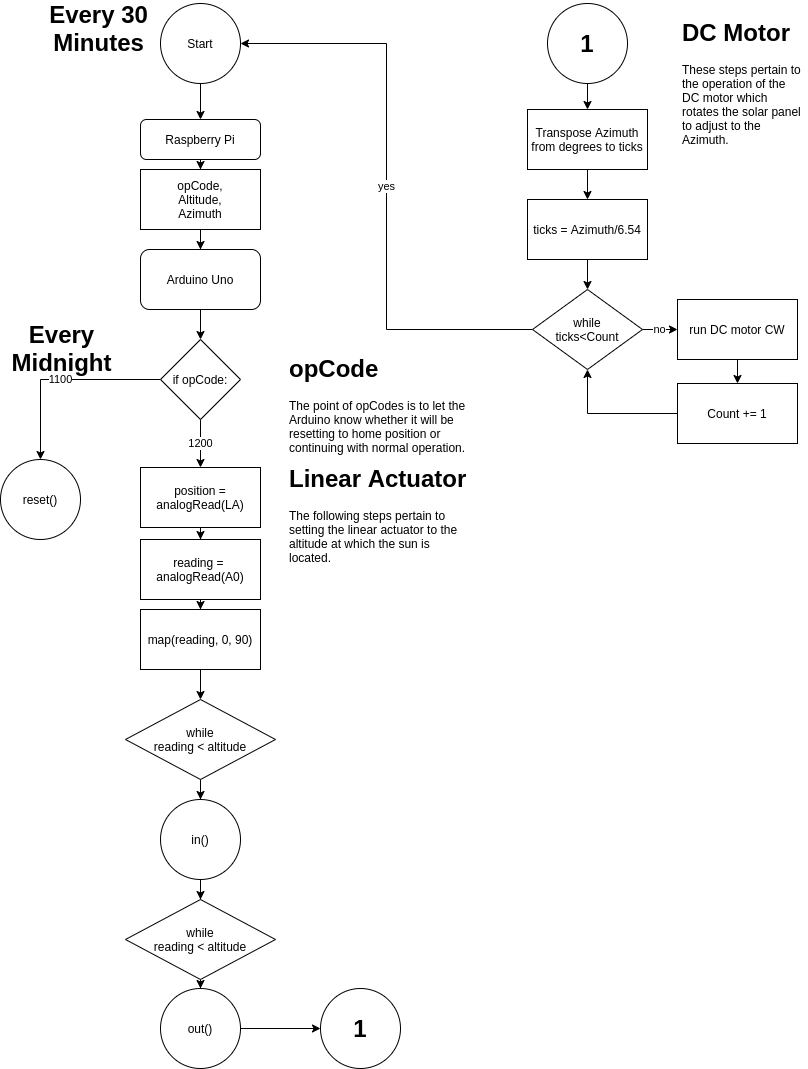 Every 30
Minutes
Start
Raspberry Pi
opCode,
Altitude,
Azimuth
Arduino Uno
Every
Midnight
1100
if opCode:
1200
reset()
position =
analogRead(LA)
reading =
analogRead(A0)
map(reading, 0, 90)
while
reading < altitude
in()
while
reading < altitude
out()
1
opCode
The point of opCodes is to let the
Arduino know whether it will be
resetting to home position or
continuing with normal operation.
Linear Actuator
The following steps pertain to
setting the linear actuator to the
altitude at which the sun is
located.
1
Transpose Azimuth
from degrees to ticks
ticks = Azimuth/6.54
while
ticks<Count
yes
no
run DC motor CW
Count += 1
DC Motor
These steps pertain to
the operation of the
DC motor which
rotates the solar panel
to adjust to the
Azimuth.